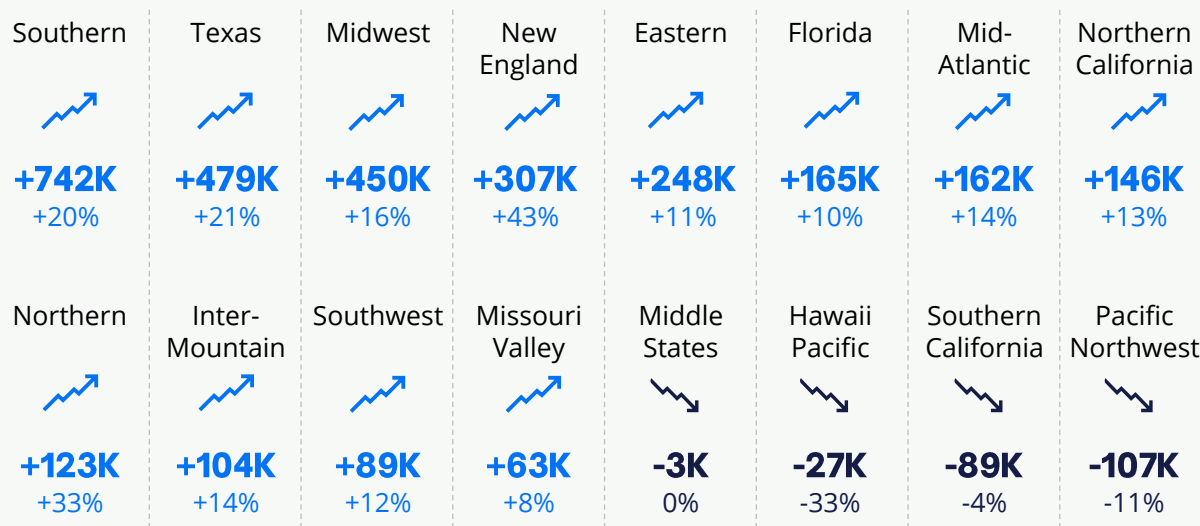 Southern
+742K
+20%
Texas
+479K
+21%
Midwest
+450K
+16%
New
England
+307K
+43%
Eastern
+248K
+11%
Florida
+165K
+10%
Mid-
Atlantic
+162K
+14%
Northern
California
+146K
+13%
Northern
+123K
+33%
Inter-
Mountain
+104K
+14%
Southwest
+89K
+12%
Missouri
Valley
+63K
+8%
Middle
States
-3K
0%
Hawaii
Pacific
-27K
-33%
Southern
California
-89K
-4%
Pacific
Northwest
-107K
-11%